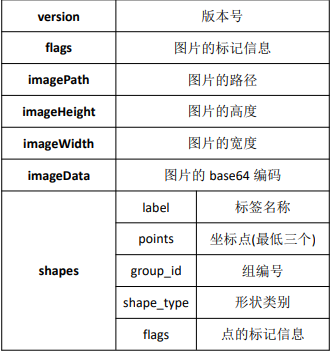 version 版本号
flags 图片的标记信息
imagePath 图片的路径
imageHeight 图片的高度
imageWidth 图片的宽度
imageData 图片的 base64 编码
shapes
label 标签名称
points 坐标点(最低三个)
group_id 组编号
shape_type 形状类别
flags 点的标记信息